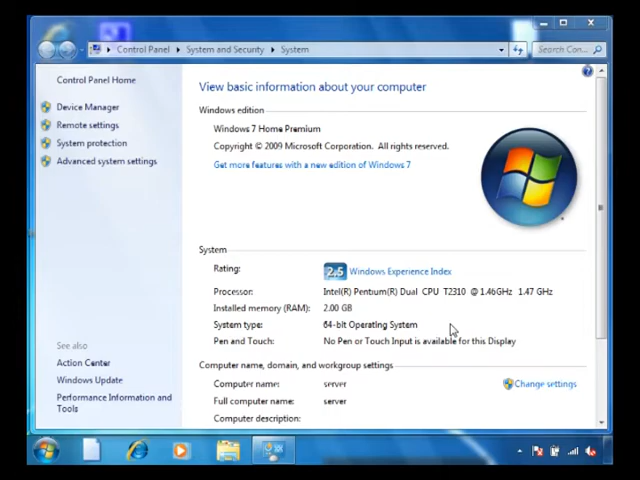 Control Panel ▸ System and Security ▸ System
Search Con...
Control Panel Home
Device Manager
Remote settings
System protection
Advanced system settings
See also
Action Center
Windows Update
Performance Information and
Tools
View basic information about your computer
Windows edition
Windows 7 Home Premium
Copyright © 2009 Microsoft Corporation. All rights reserved.
Get more features with a new edition of Windows 7
System
Rating: 2.5 Windows Experience Index
Processor: Intel(R) Pentium(R) Dual CPU T2310 @ 1.46GHz 1.47 GHz
Installed memory (RAM): 2.00 GB
System type: 64-bit Operating System
Pen and Touch: No Pen or Touch Input is available for this Display
Computer name, domain, and workgroup settings
Computer name: server Change settings
Full computer name: server
Computer description: